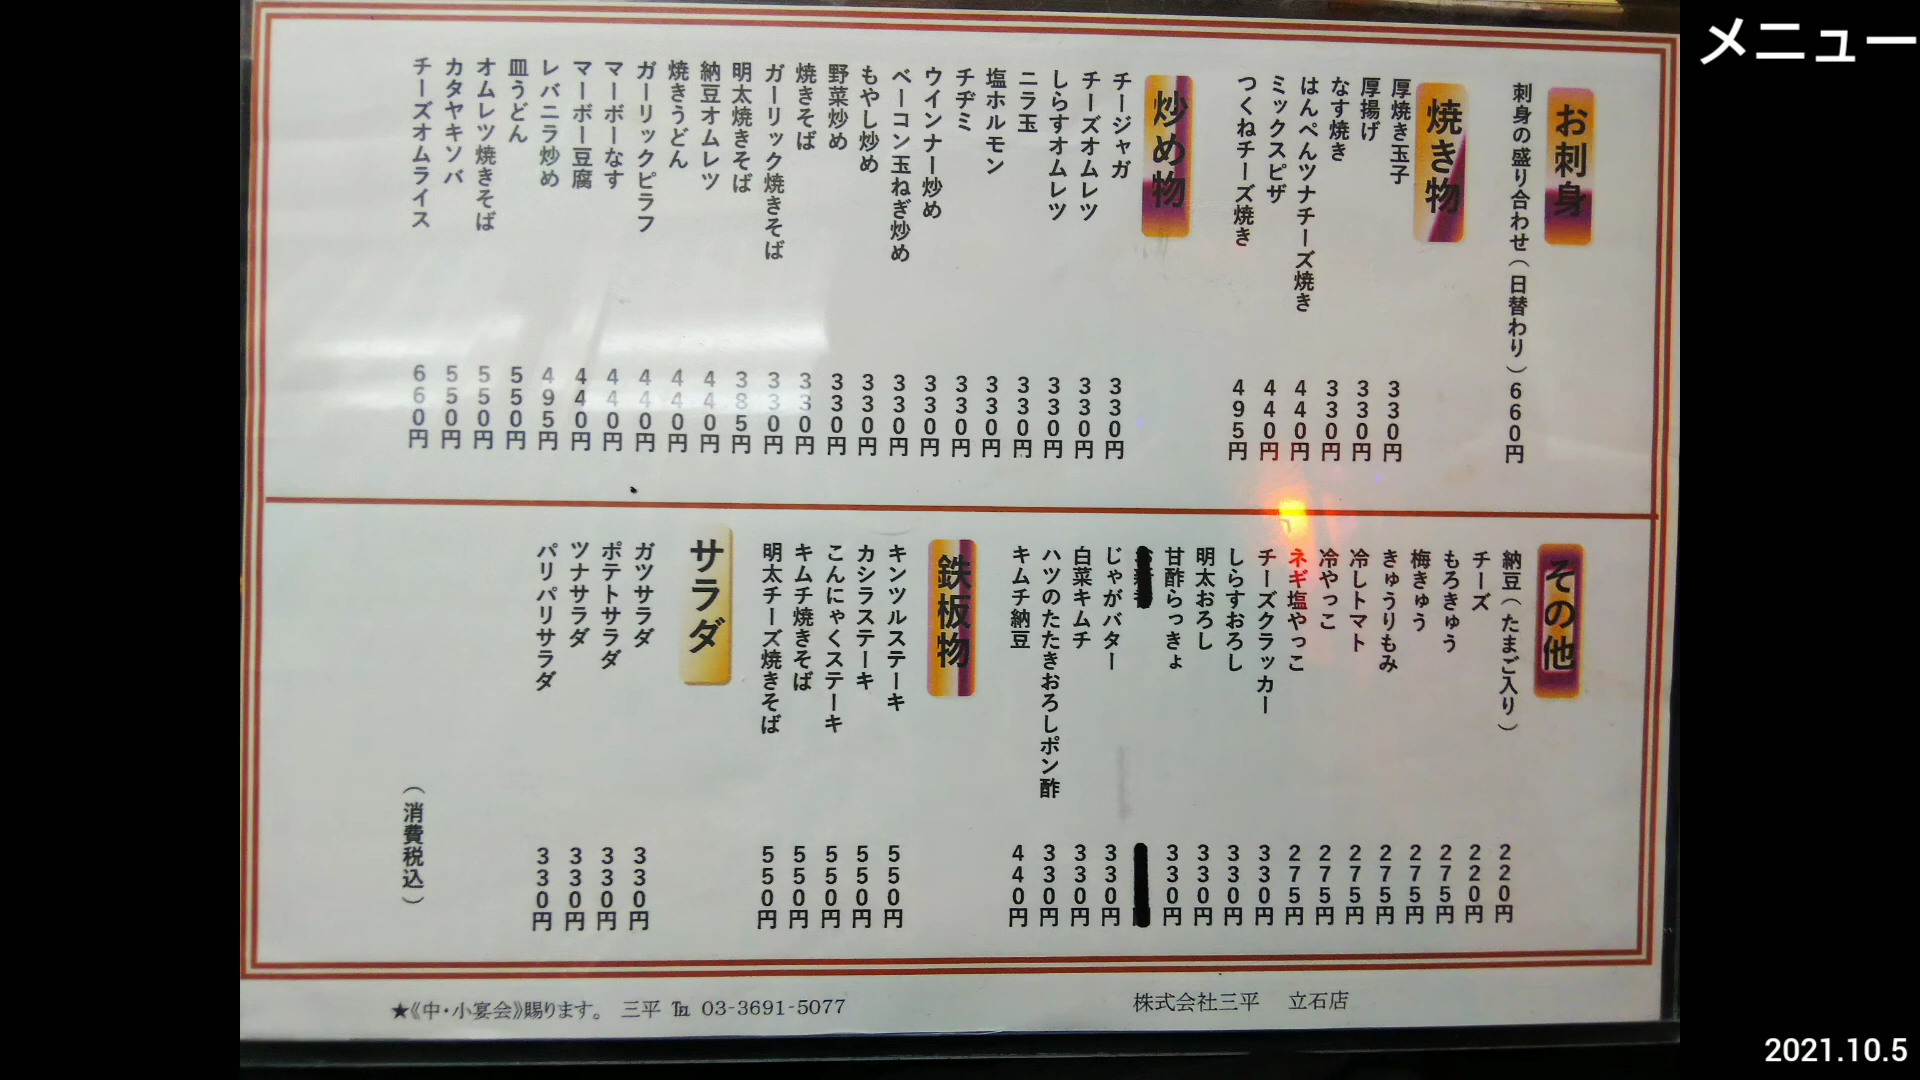 メニュー
お刺身
刺身の盛り合わせ（日替わり）660円
焼き物
厚焼き玉子 330円
厚揚げ 330円
なす焼き 330円
はんぺんツナチーズ焼き 440円
ミックスピザ 440円
つくねチーズ焼き 495円
炒め物
チージャガ 330円
チーズオムレツ 330円
しらすオムレツ 330円
ニラ玉 330円
塩ホルモン 330円
チヂミ 330円
ウインナー炒め 330円
ベーコン玉ねぎ炒め 330円
もやし炒め 330円
野菜炒め 330円
焼きそば 330円
ガーリック焼きそば 330円
明太焼きそば 385円
納豆オムレツ 440円
焼きうどん 440円
ガーリックピラフ 440円
マーボーなす 440円
マーボー豆腐 440円
レバニラ炒め 495円
皿うどん 550円
オムレツ焼きそば 550円
カタヤキソバ 550円
チーズオムライス 660円
その他
納豆（たまご入り） 220円
チーズ 220円
もろきゅう 275円
梅きゅう 275円
きゅうりもみ 275円
冷しトマト 275円
冷やっこ 275円
ネギ塩やっこ 275円
チーズクラッカー 330円
しらすおろし 330円
明太おろし 330円
甘酢らっきょ 330円
じゃがバター 330円
白菜キムチ 330円
ハツのたたきおろしポン酢 330円
キムチ納豆 440円
鉄板物
キンツルステーキ 550円
カシラステーキ 550円
こんにゃくステーキ 550円
キムチ焼きそば 550円
明太チーズ焼きそば 550円
サラダ
ガツサラダ 330円
ポテトサラダ 330円
ツナサラダ 330円
パリパリサラダ 330円
（消費税込）
★《中・小宴会》賜ります。 三平 ℡ 03-3691-5077
株式会社三平 立石店
2021.10.5